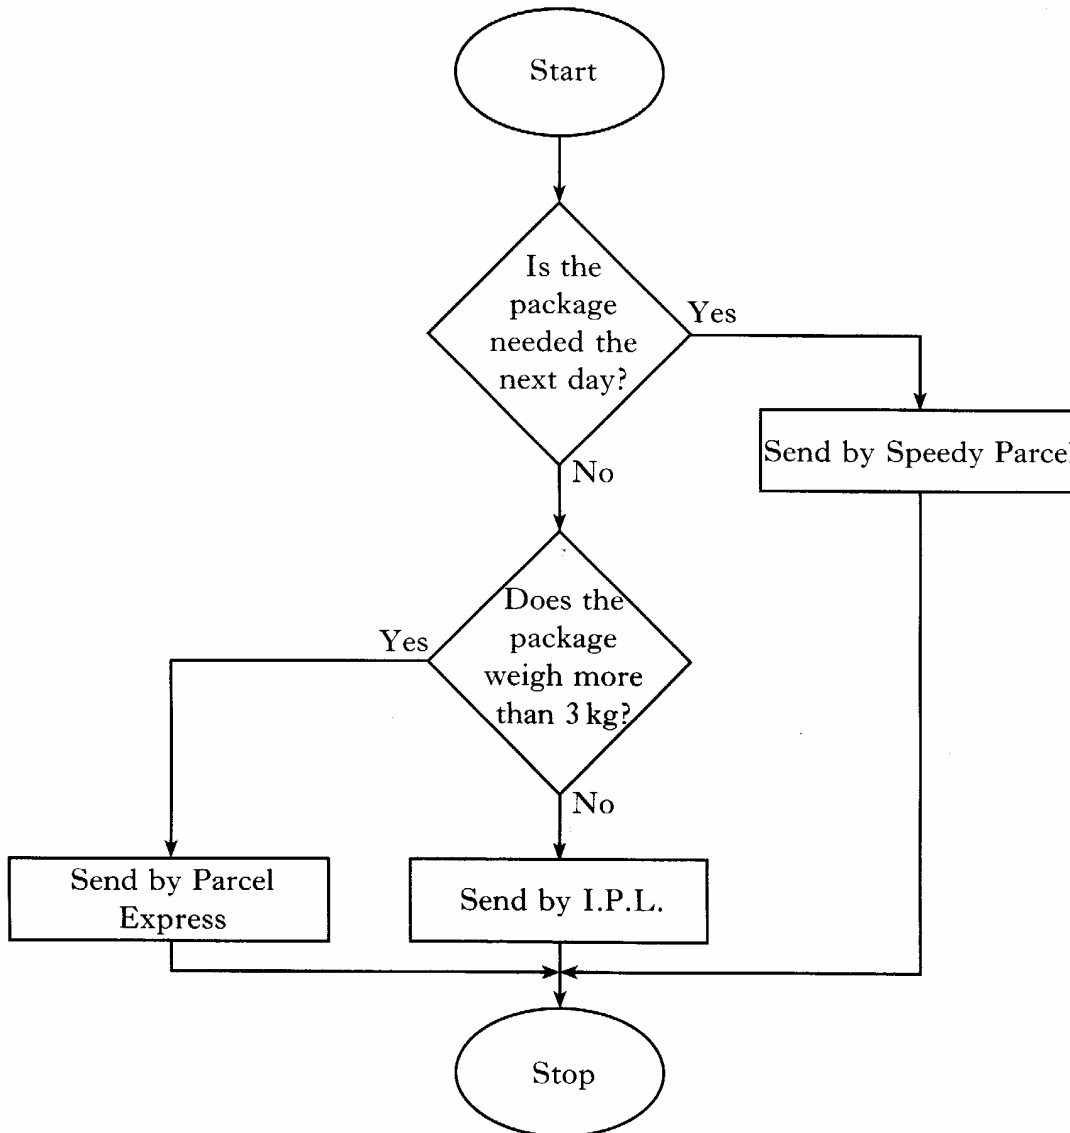 Start
Is the
package
needed the
next day?
Yes
No
Send by Speedy Parcel
Does the
package
weigh more
than 3 kg?
Yes
No
Send by Parcel
Express
Send by I.P.L.
Stop